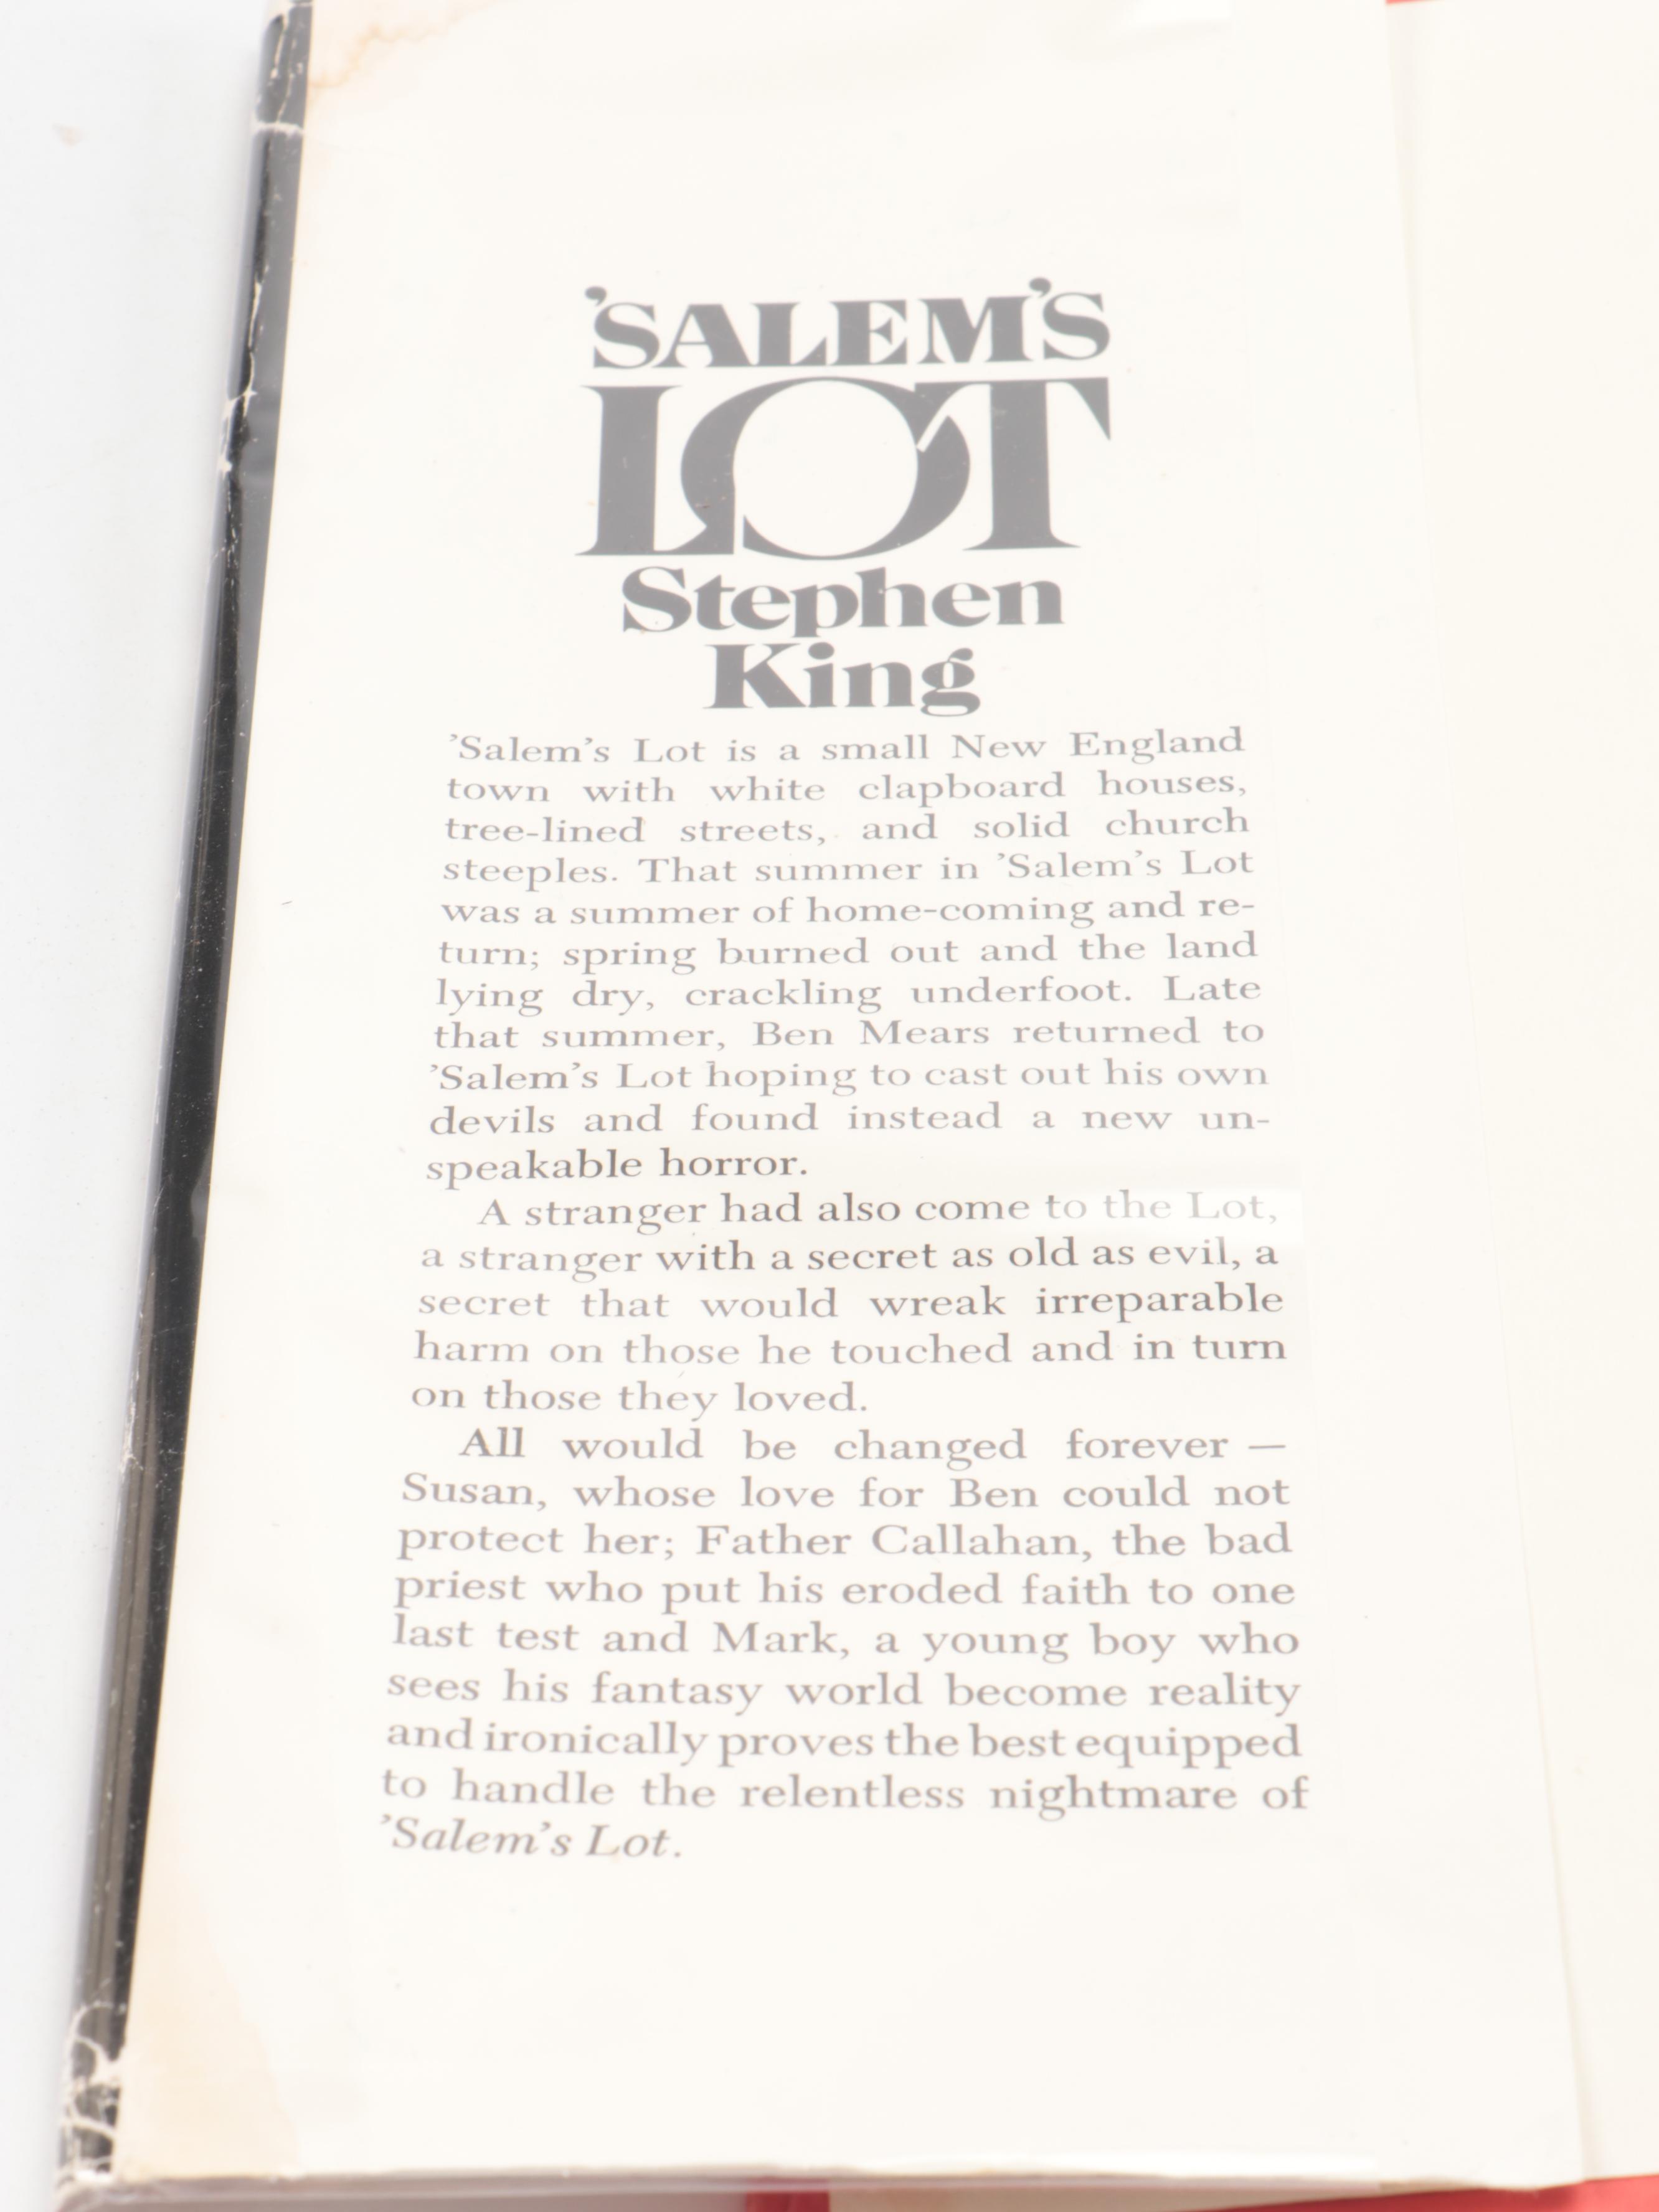 ’SALEM’S
LOT
Stephen
King
’Salem’s Lot is a small New England
town with white clapboard houses,
tree-lined streets, and solid church
steeples. That summer in ’Salem’s Lot
was a summer of home-coming and re-
turn; spring burned out and the land
lying dry, crackling underfoot. Late
that summer, Ben Mears returned to
’Salem’s Lot hoping to cast out his own
devils and found instead a new un-
speakable horror.
A stranger had also come to the Lot,
a stranger with a secret as old as evil, a
secret that would wreak irreparable
harm on those he touched and in turn
on those they loved.
All would be changed forever —
Susan, whose love for Ben could not
protect her; Father Callahan, the bad
priest who put his eroded faith to one
last test and Mark, a young boy who
sees his fantasy world become reality
and ironically proves the best equipped
to handle the relentless nightmare of
’Salem’s Lot.